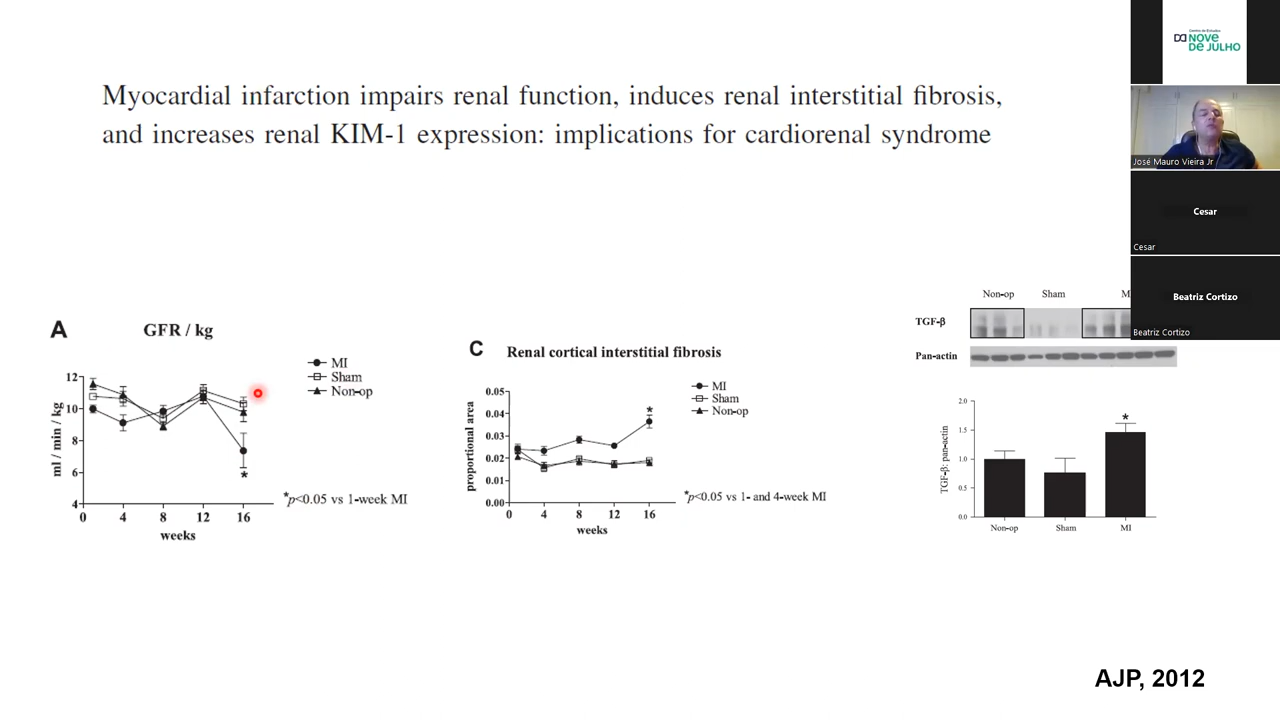 Myocardial infarction impairs renal function, induces renal interstitial fibrosis,
and increases renal KIM-1 expression: implications for cardiorenal syndrome
Centro de Estudos
NOVE
DE JULHO
José Mauro Vieira Jr
Cesar
Cesar
Beatriz Cortizo
Beatriz Cortizo
A
GFR / kg
MI
Sham
Non-op
12
10
8
6
4
ml / min / kg
0 4 8 12 16
weeks
*
*p<0.05 vs 1-week MI
C
Renal cortical interstitial fibrosis
MI
Sham
Non-op
0.05
0.04
0.03
0.02
0.01
0.00
proportional area
0 4 8 12 16
weeks
*
*p<0.05 vs 1- and 4-week MI
Non-op Sham M
TGF-β
Pan-actin
2.0
1.5
1.0
0.5
0.0
TGF-β: pan-actin
*
Non-op Sham MI
AJP, 2012